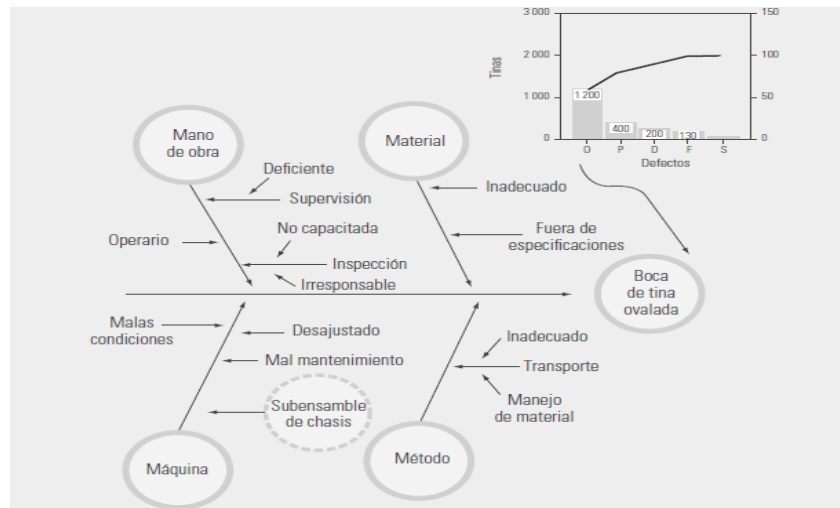 3 000
150
2 000
100
Tinas
1 000
50
0
0
1 200
400
200
130
O
P
D
F
S
Defectos
Mano
de obra
Material
Deficiente
Inadecuado
Supervisión
No capacitada
Fuera de
especificaciones
Operario
Inspección
Irresponsable
Boca
de tina
ovalada
Malas
condiciones
Desajustado
Inadecuado
Mal mantenimiento
Transporte
Manejo
de material
Subensamble
de chasis
Máquina
Método